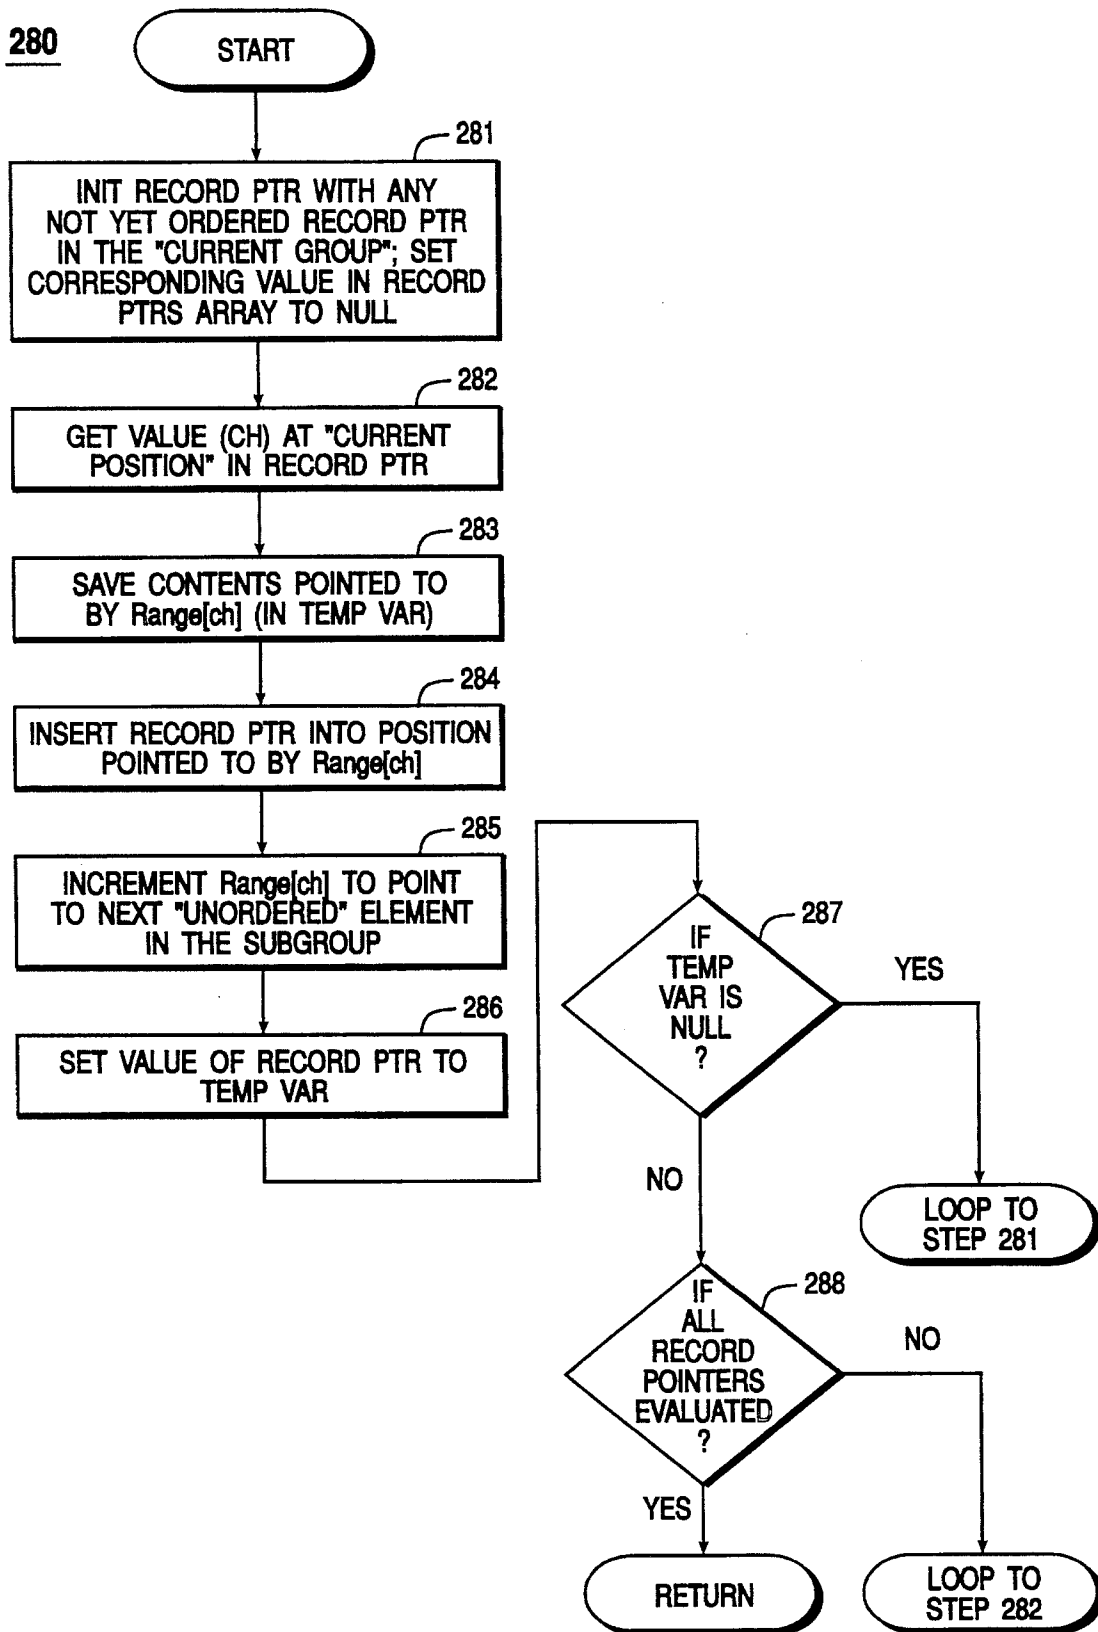 280
START
281
INIT RECORD PTR WITH ANY
NOT YET ORDERED RECORD PTR
IN THE "CURRENT GROUP"; SET
CORRESPONDING VALUE IN RECORD
PTRS ARRAY TO NULL
282
GET VALUE (CH) AT "CURRENT
POSITION" IN RECORD PTR
283
SAVE CONTENTS POINTED TO
BY Range[ch] (IN TEMP VAR)
284
INSERT RECORD PTR INTO POSITION
POINTED TO BY Range[ch]
285
INCREMENT Range[ch] TO POINT
TO NEXT "UNORDERED" ELEMENT
IN THE SUBGROUP
286
SET VALUE OF RECORD PTR TO
TEMP VAR
287
IF
TEMP
VAR IS
NULL
?
YES
NO
LOOP TO
STEP 281
288
IF
ALL
RECORD
POINTERS
EVALUATED
?
NO
YES
RETURN
LOOP TO
STEP 282